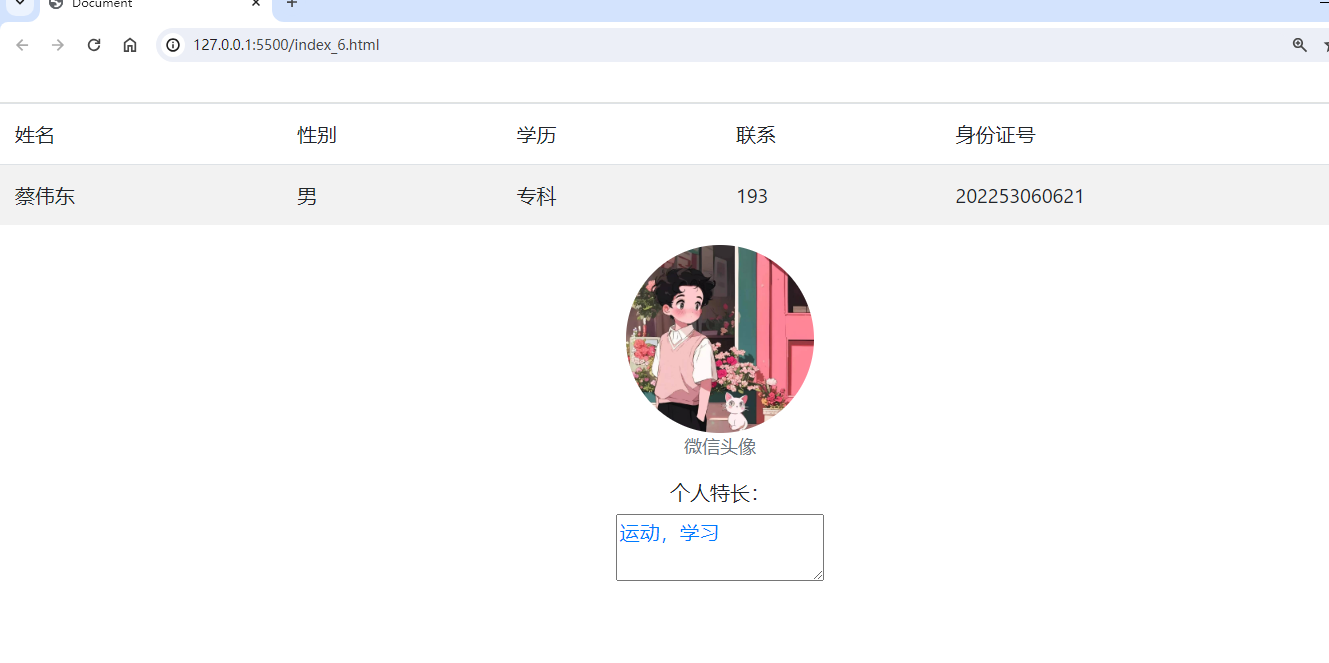 Document
127.0.0.1:5500/index_6.html
姓名 性别 学历 联系 身份证号
蔡伟东 男 专科 193 202253060621
微信头像
个人特长：
运动，学习